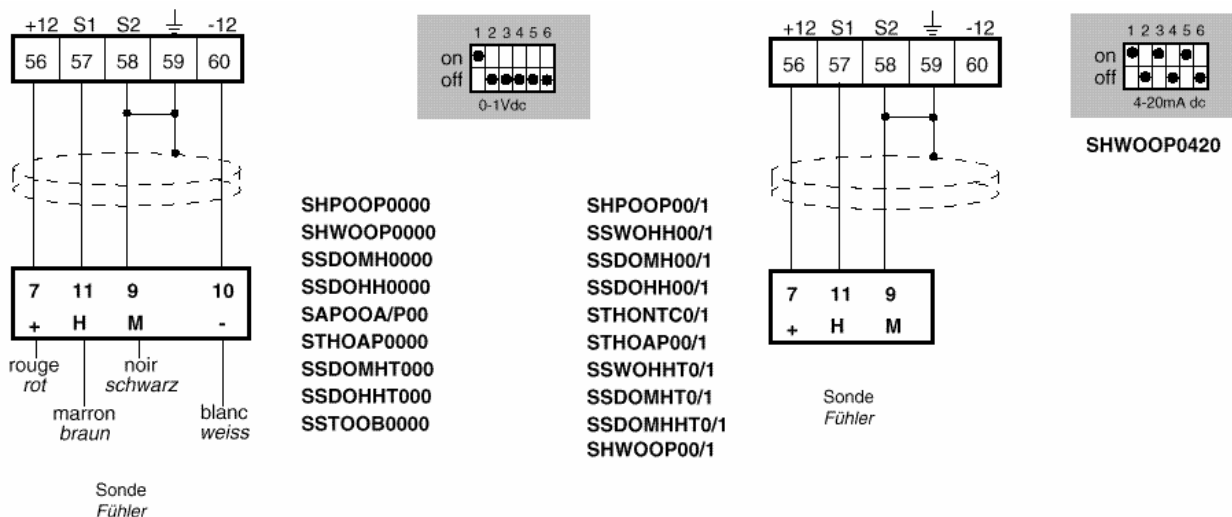 +12 S1 S2 -12
56 57 58 59 60
1 2 3 4 5 6
on
off
0-1Vdc
7 11 9 10
+ H M -
rouge
rot
noir
schwarz
marron
braun
blanc
weiss
Sonde
Fühler
SHPOOP0000
SHWOOP0000
SSDOMH0000
SSDOHH0000
SAPOOA/P00
STHOAP0000
SSDOMHT000
SSDOHHT000
SSTOOB0000
SHPOOP00/1
SSWOHH00/1
SSDOMH00/1
SSDOHH00/1
STHONTC0/1
STHOAP00/1
SSWOHHT0/1
SSDOMHT0/1
SSDOMHHT0/1
SHWOOP00/1
+12 S1 S2 -12
56 57 58 59 60
7 11 9
+ H M
Sonde
Fühler
1 2 3 4 5 6
on
off
4-20mA dc
SHWOOP0420